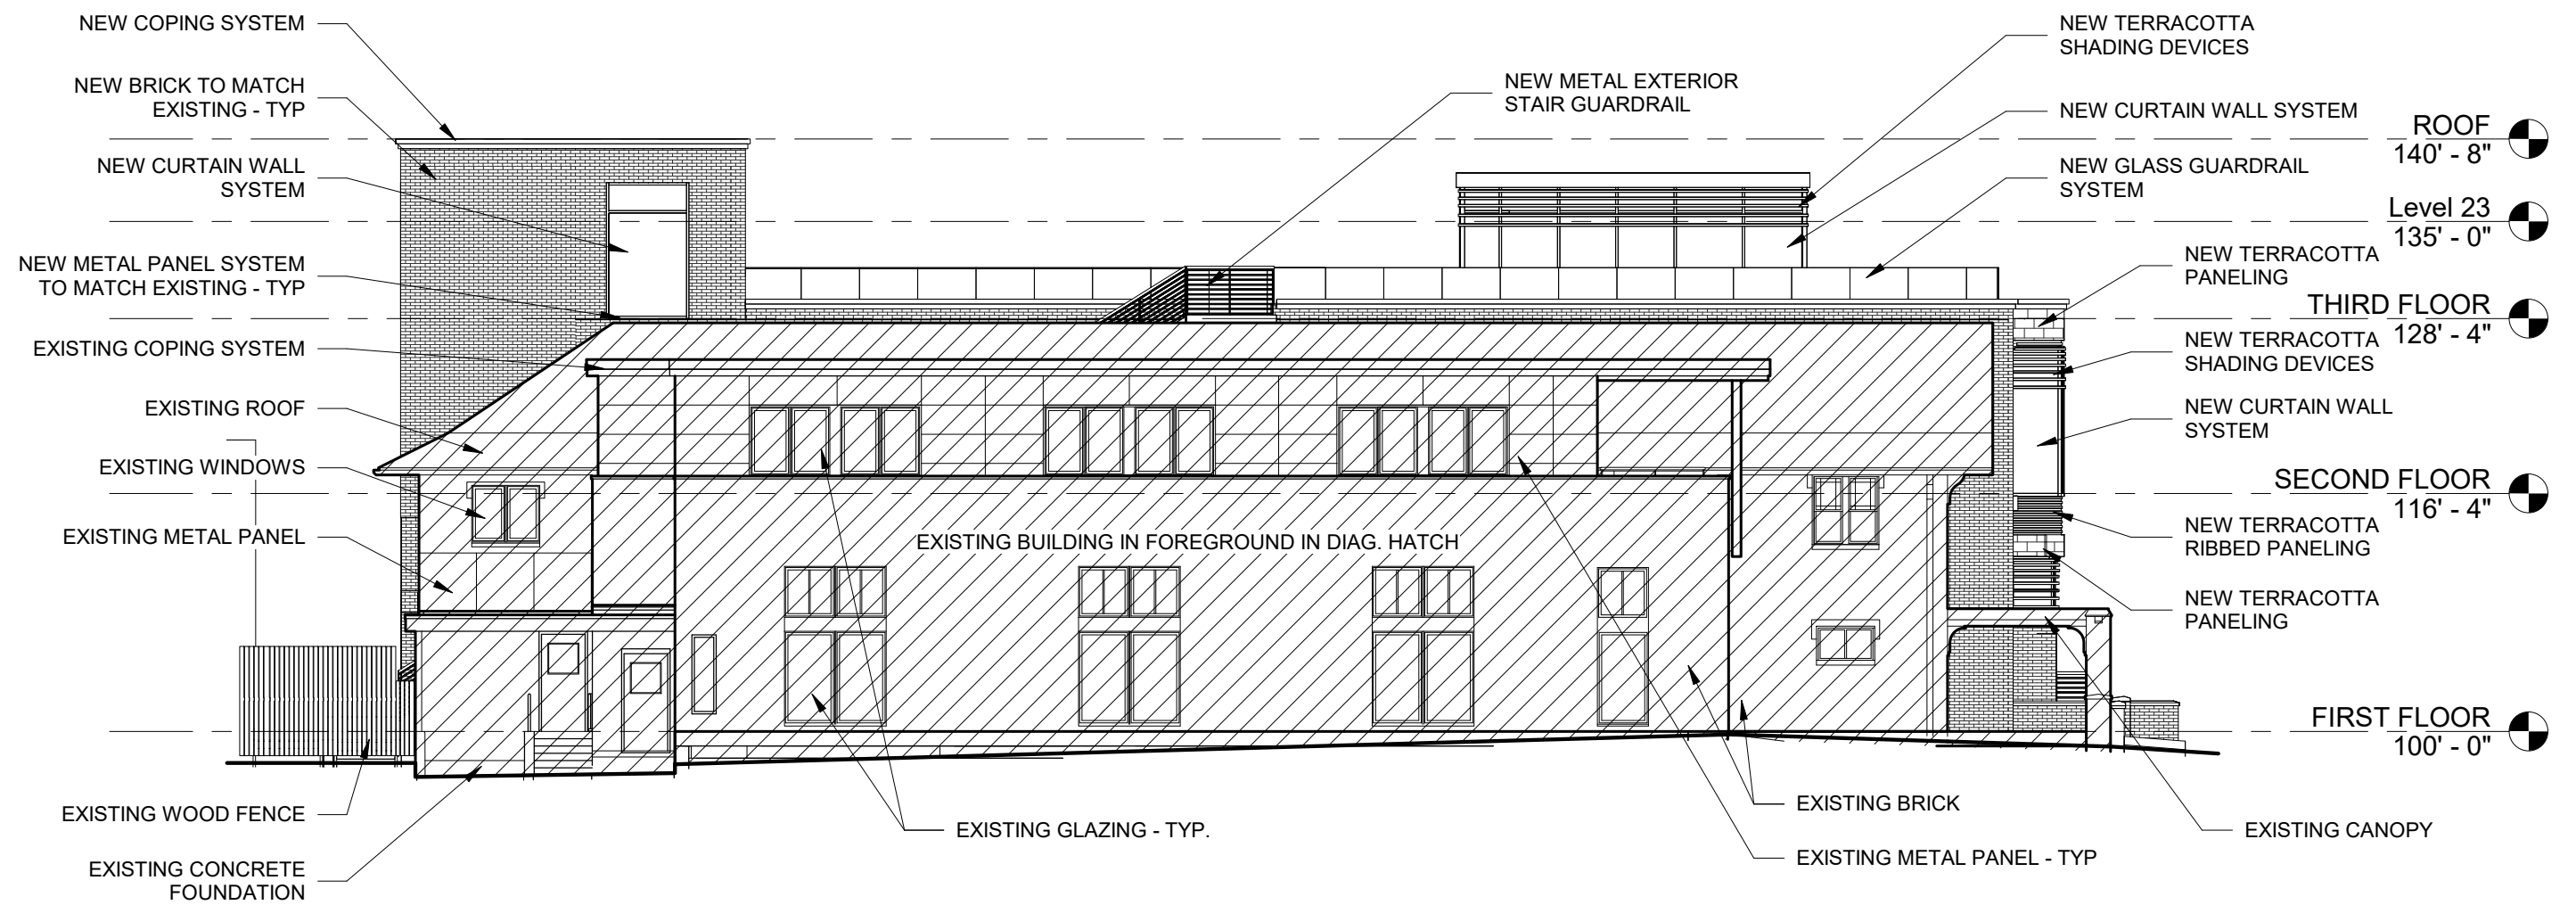 NEW COPING SYSTEM
NEW BRICK TO MATCH
EXISTING - TYP
NEW CURTAIN WALL
SYSTEM
NEW METAL PANEL SYSTEM
TO MATCH EXISTING - TYP
EXISTING COPING SYSTEM
EXISTING ROOF
EXISTING WINDOWS
EXISTING METAL PANEL
EXISTING WOOD FENCE
EXISTING CONCRETE
FOUNDATION
NEW METAL EXTERIOR
STAIR GUARDRAIL
EXISTING BUILDING IN FOREGROUND IN DIAG. HATCH
EXISTING GLAZING - TYP.
EXISTING BRICK
EXISTING METAL PANEL - TYP
EXISTING CANOPY
NEW TERRACOTTA
SHADING DEVICES
NEW CURTAIN WALL SYSTEM
NEW GLASS GUARDRAIL
SYSTEM
NEW TERRACOTTA
PANELING
NEW TERRACOTTA
SHADING DEVICES
NEW CURTAIN WALL
SYSTEM
NEW TERRACOTTA
RIBBED PANELING
NEW TERRACOTTA
PANELING
ROOF
140' - 8"
Level 23
135' - 0"
THIRD FLOOR
128' - 4"
SECOND FLOOR
116' - 4"
FIRST FLOOR
100' - 0"